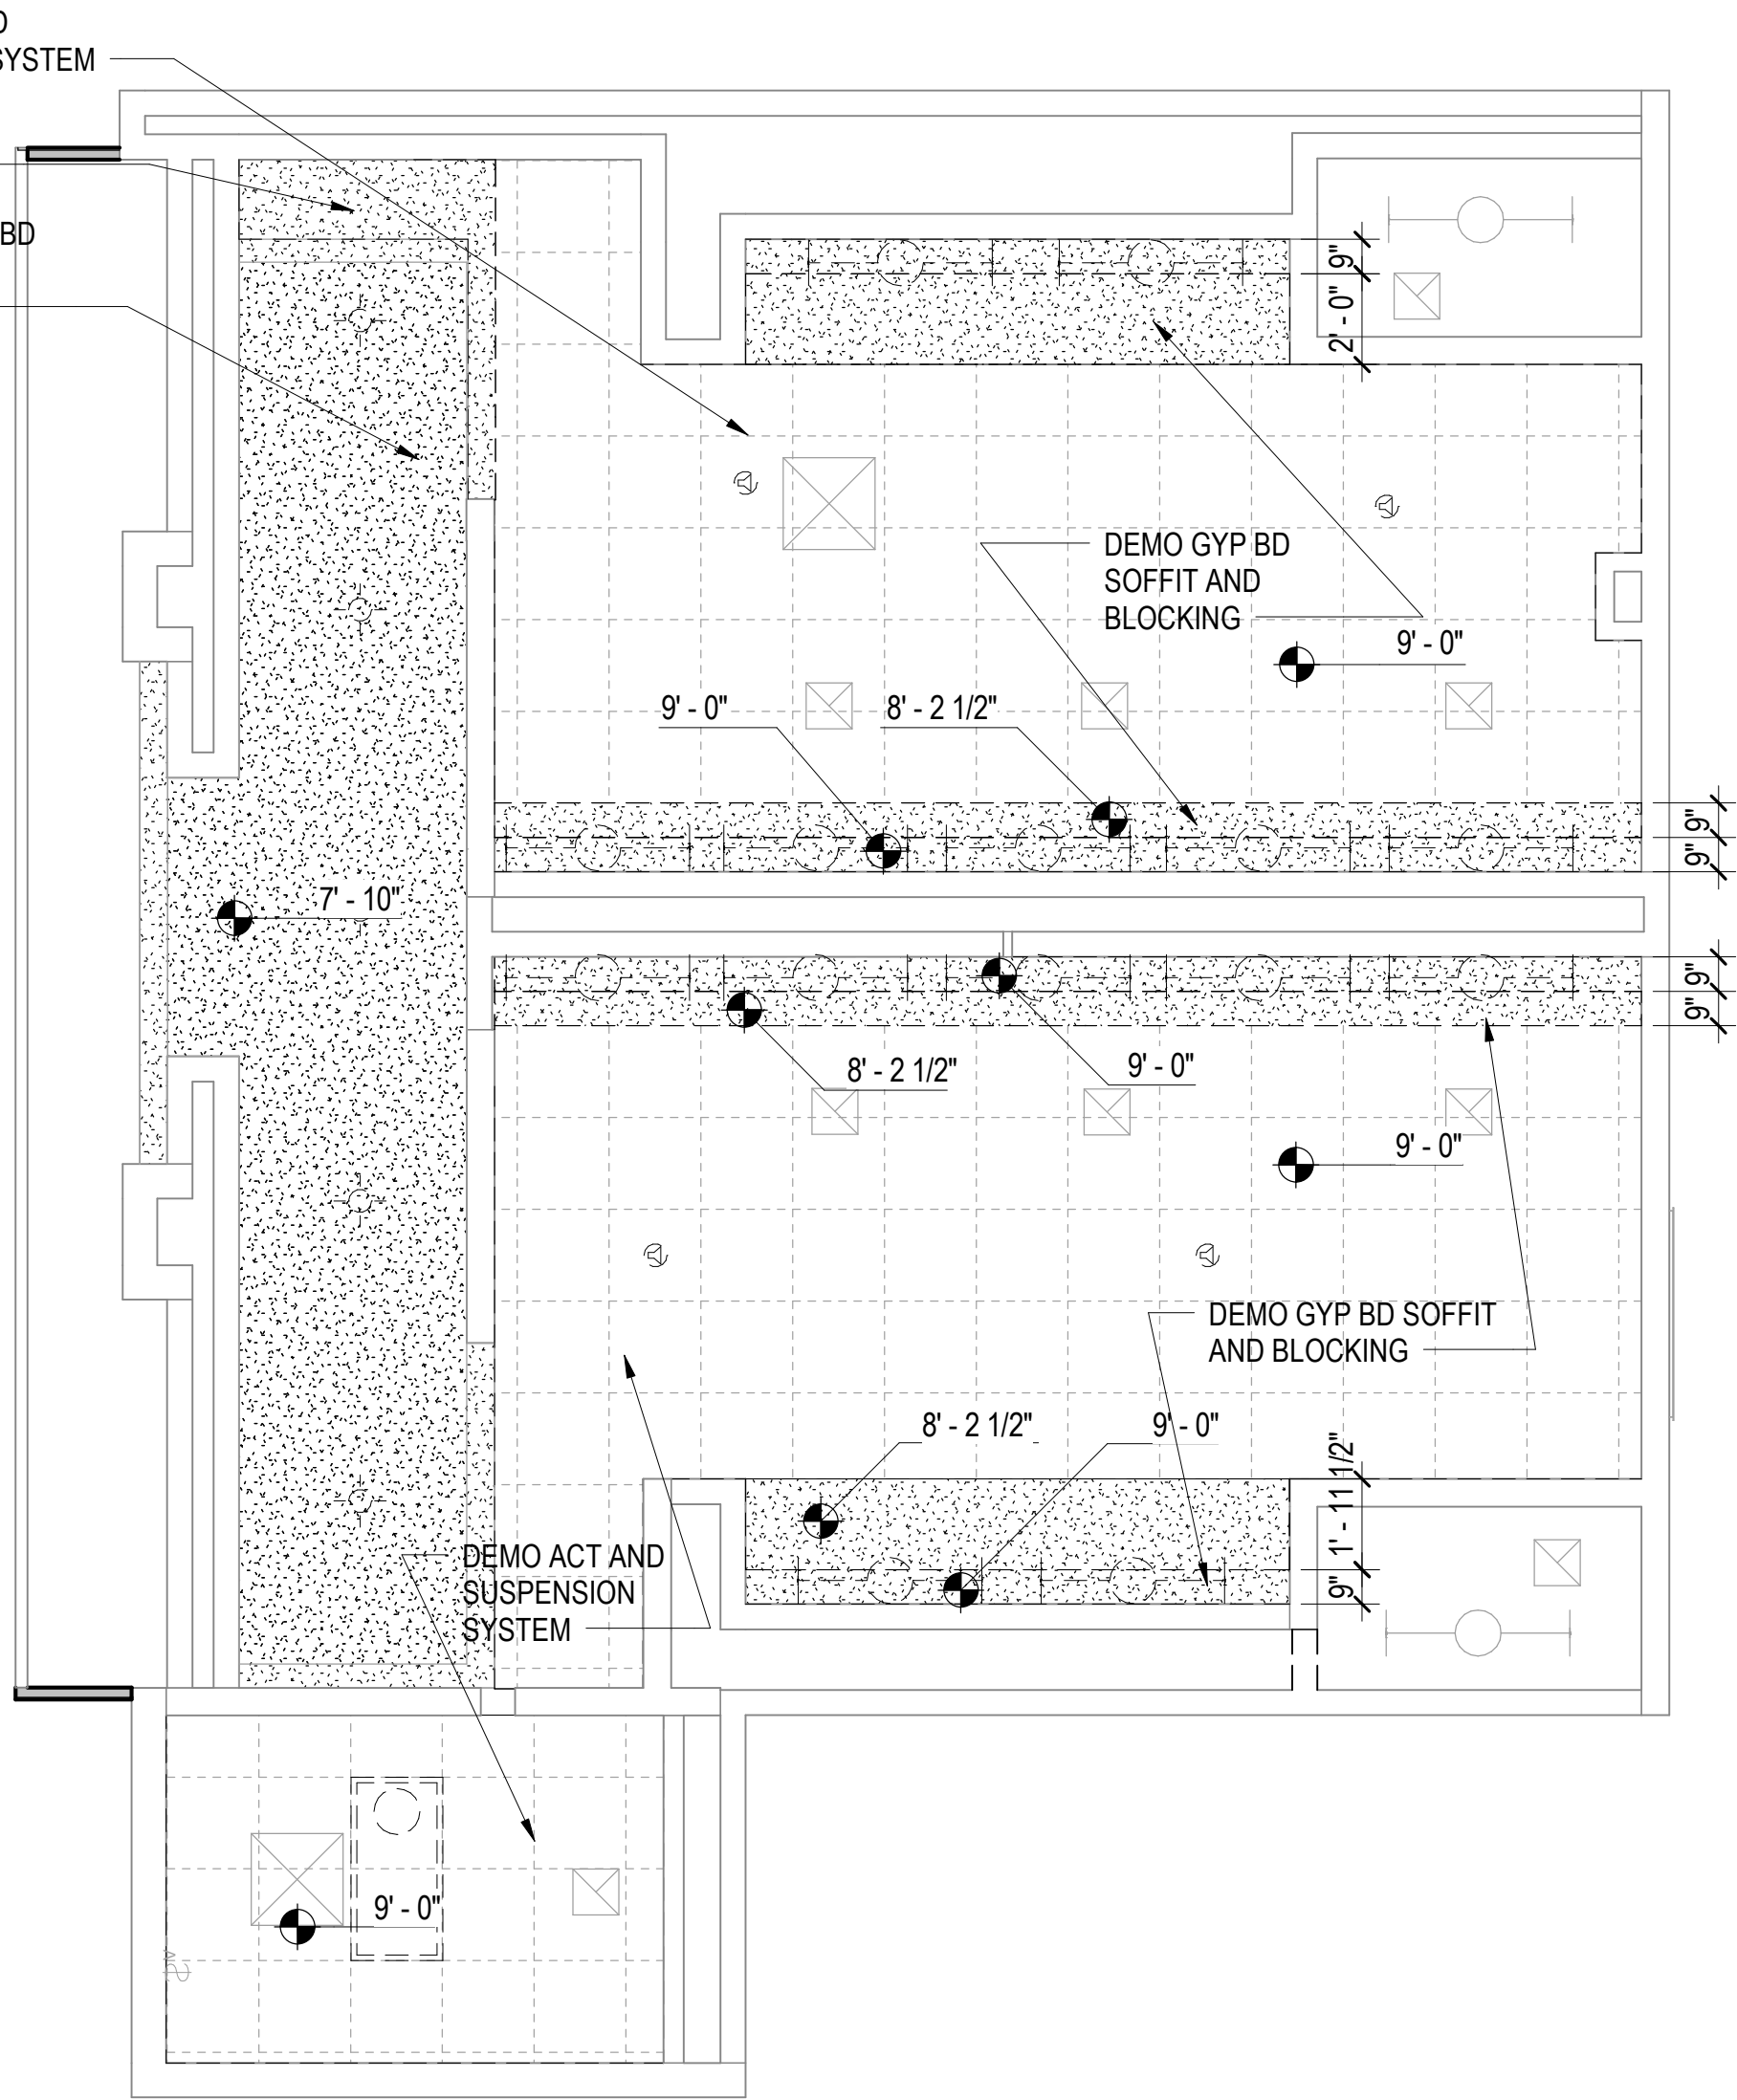 SYSTEM
BD
9"
2' - 0"
DEMO GYP BD
SOFFIT AND
BLOCKING
9' - 0"
9' - 0"
8' - 2 1/2"
9"
9"
7' - 10"
9"
9"
8' - 2 1/2"
9' - 0"
9' - 0"
DEMO GYP BD SOFFIT
AND BLOCKING
8' - 2 1/2"
9' - 0"
1' - 11 1/2"
9"
DEMO ACT AND
SUSPENSION
SYSTEM
9' - 0"